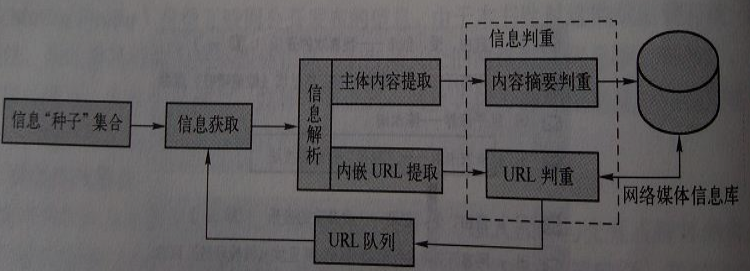 信息判重
主体内容提取
内容摘要判重
信息“种子”集合
信息获取
信息解析
内嵌 URL 提取
URL 判重
网络媒体信息库
URL 队列